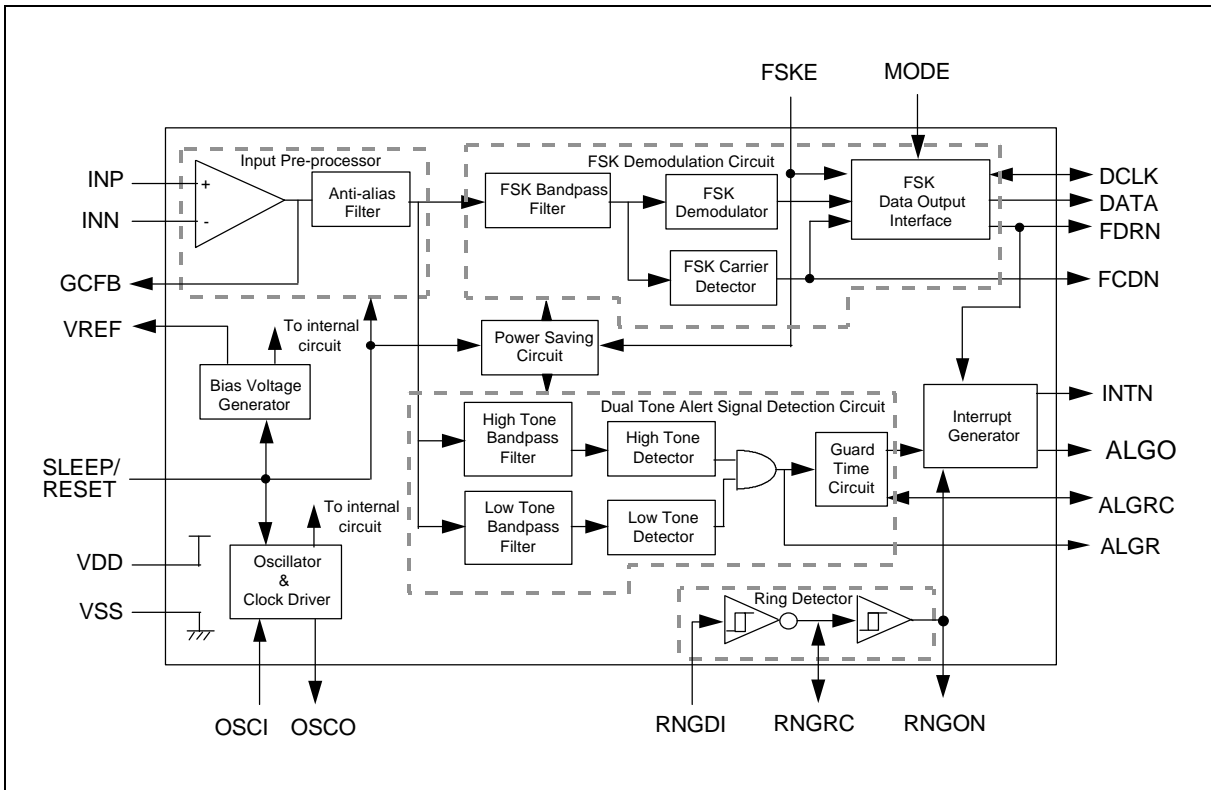 FSKE
MODE
Input Pre-processor
FSK Demodulation Circuit
INP
INN
GCFB
+
-
Anti-alias
Filter
FSK Bandpass
Filter
FSK
Demodulator
FSK
Data Output
Interface
FSK Carrier
Detector
DCLK
DATA
FDRN
FCDN
VREF
To internal
circuit
Bias Voltage
Generator
Power Saving
Circuit
Dual Tone Alert Signal Detection Circuit
High Tone
Bandpass
Filter
High Tone
Detector
Low Tone
Bandpass
Filter
Low Tone
Detector
Guard
Time
Circuit
Interrupt
Generator
INTN
ALGO
ALGRC
ALGR
SLEEP/
RESET
To internal
circuit
VDD
VSS
Oscillator
&
Clock Driver
Ring Detector
OSCI
OSCO
RNGDI
RNGRC
RNGON